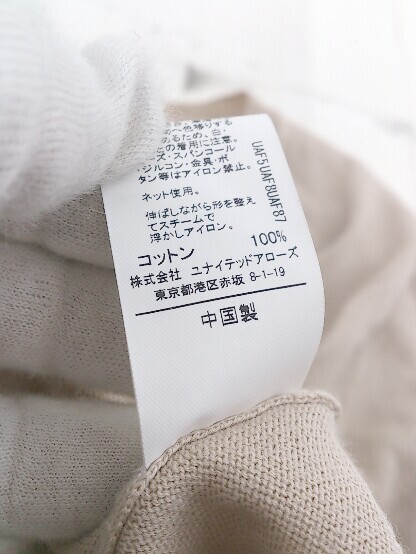 へ色移りする
るため、白・
の着用に注意。
ズ・スパンコール
・シルコン・金具・ボ
タン等はアイロン禁止。
ネット使用。
伸ばしながら形を整え
てスチームで
浮かしアイロン。
コットン 100%
株式会社 ユナイテッドアローズ
東京都港区赤坂 8-1-19
中国製